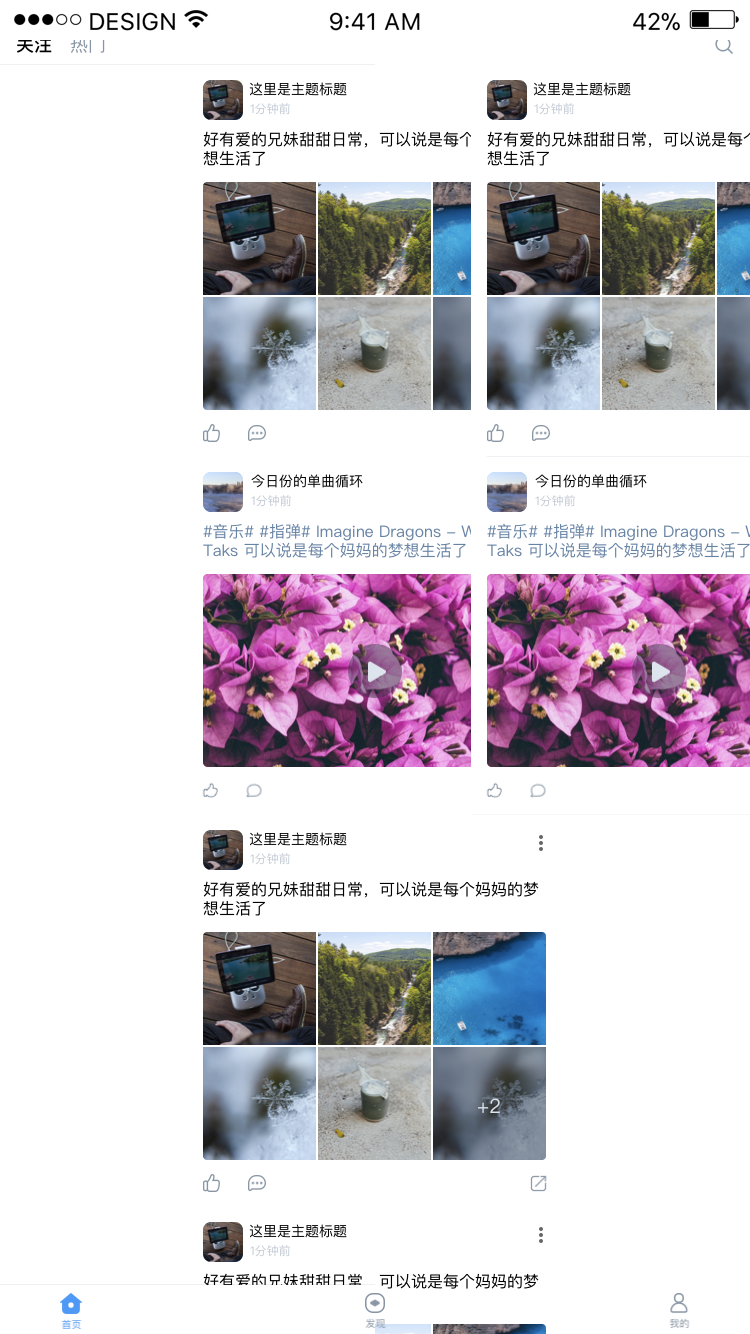 DESIGN 9:41 AM 42%
关注 热门
这里是主题标题
1分钟前
好有爱的兄妹甜甜日常，可以说是每个
想生活了
这里是主题标题
1分钟前
好有爱的兄妹甜甜日常，可以说是每个
想生活了
今日份的单曲循环
1分钟前
#音乐# #指弹# Imagine Dragons – W
Taks 可以说是每个妈妈的梦想生活了
今日份的单曲循环
1分钟前
#音乐# #指弹# Imagine Dragons – W
Taks 可以说是每个妈妈的梦想生活了
这里是主题标题
1分钟前
好有爱的兄妹甜甜日常，可以说是每个妈妈的梦
想生活了
+2
这里是主题标题
1分钟前
好有爱的兄妹甜甜日常，可以说是每个妈妈的梦
首页 发现 我的